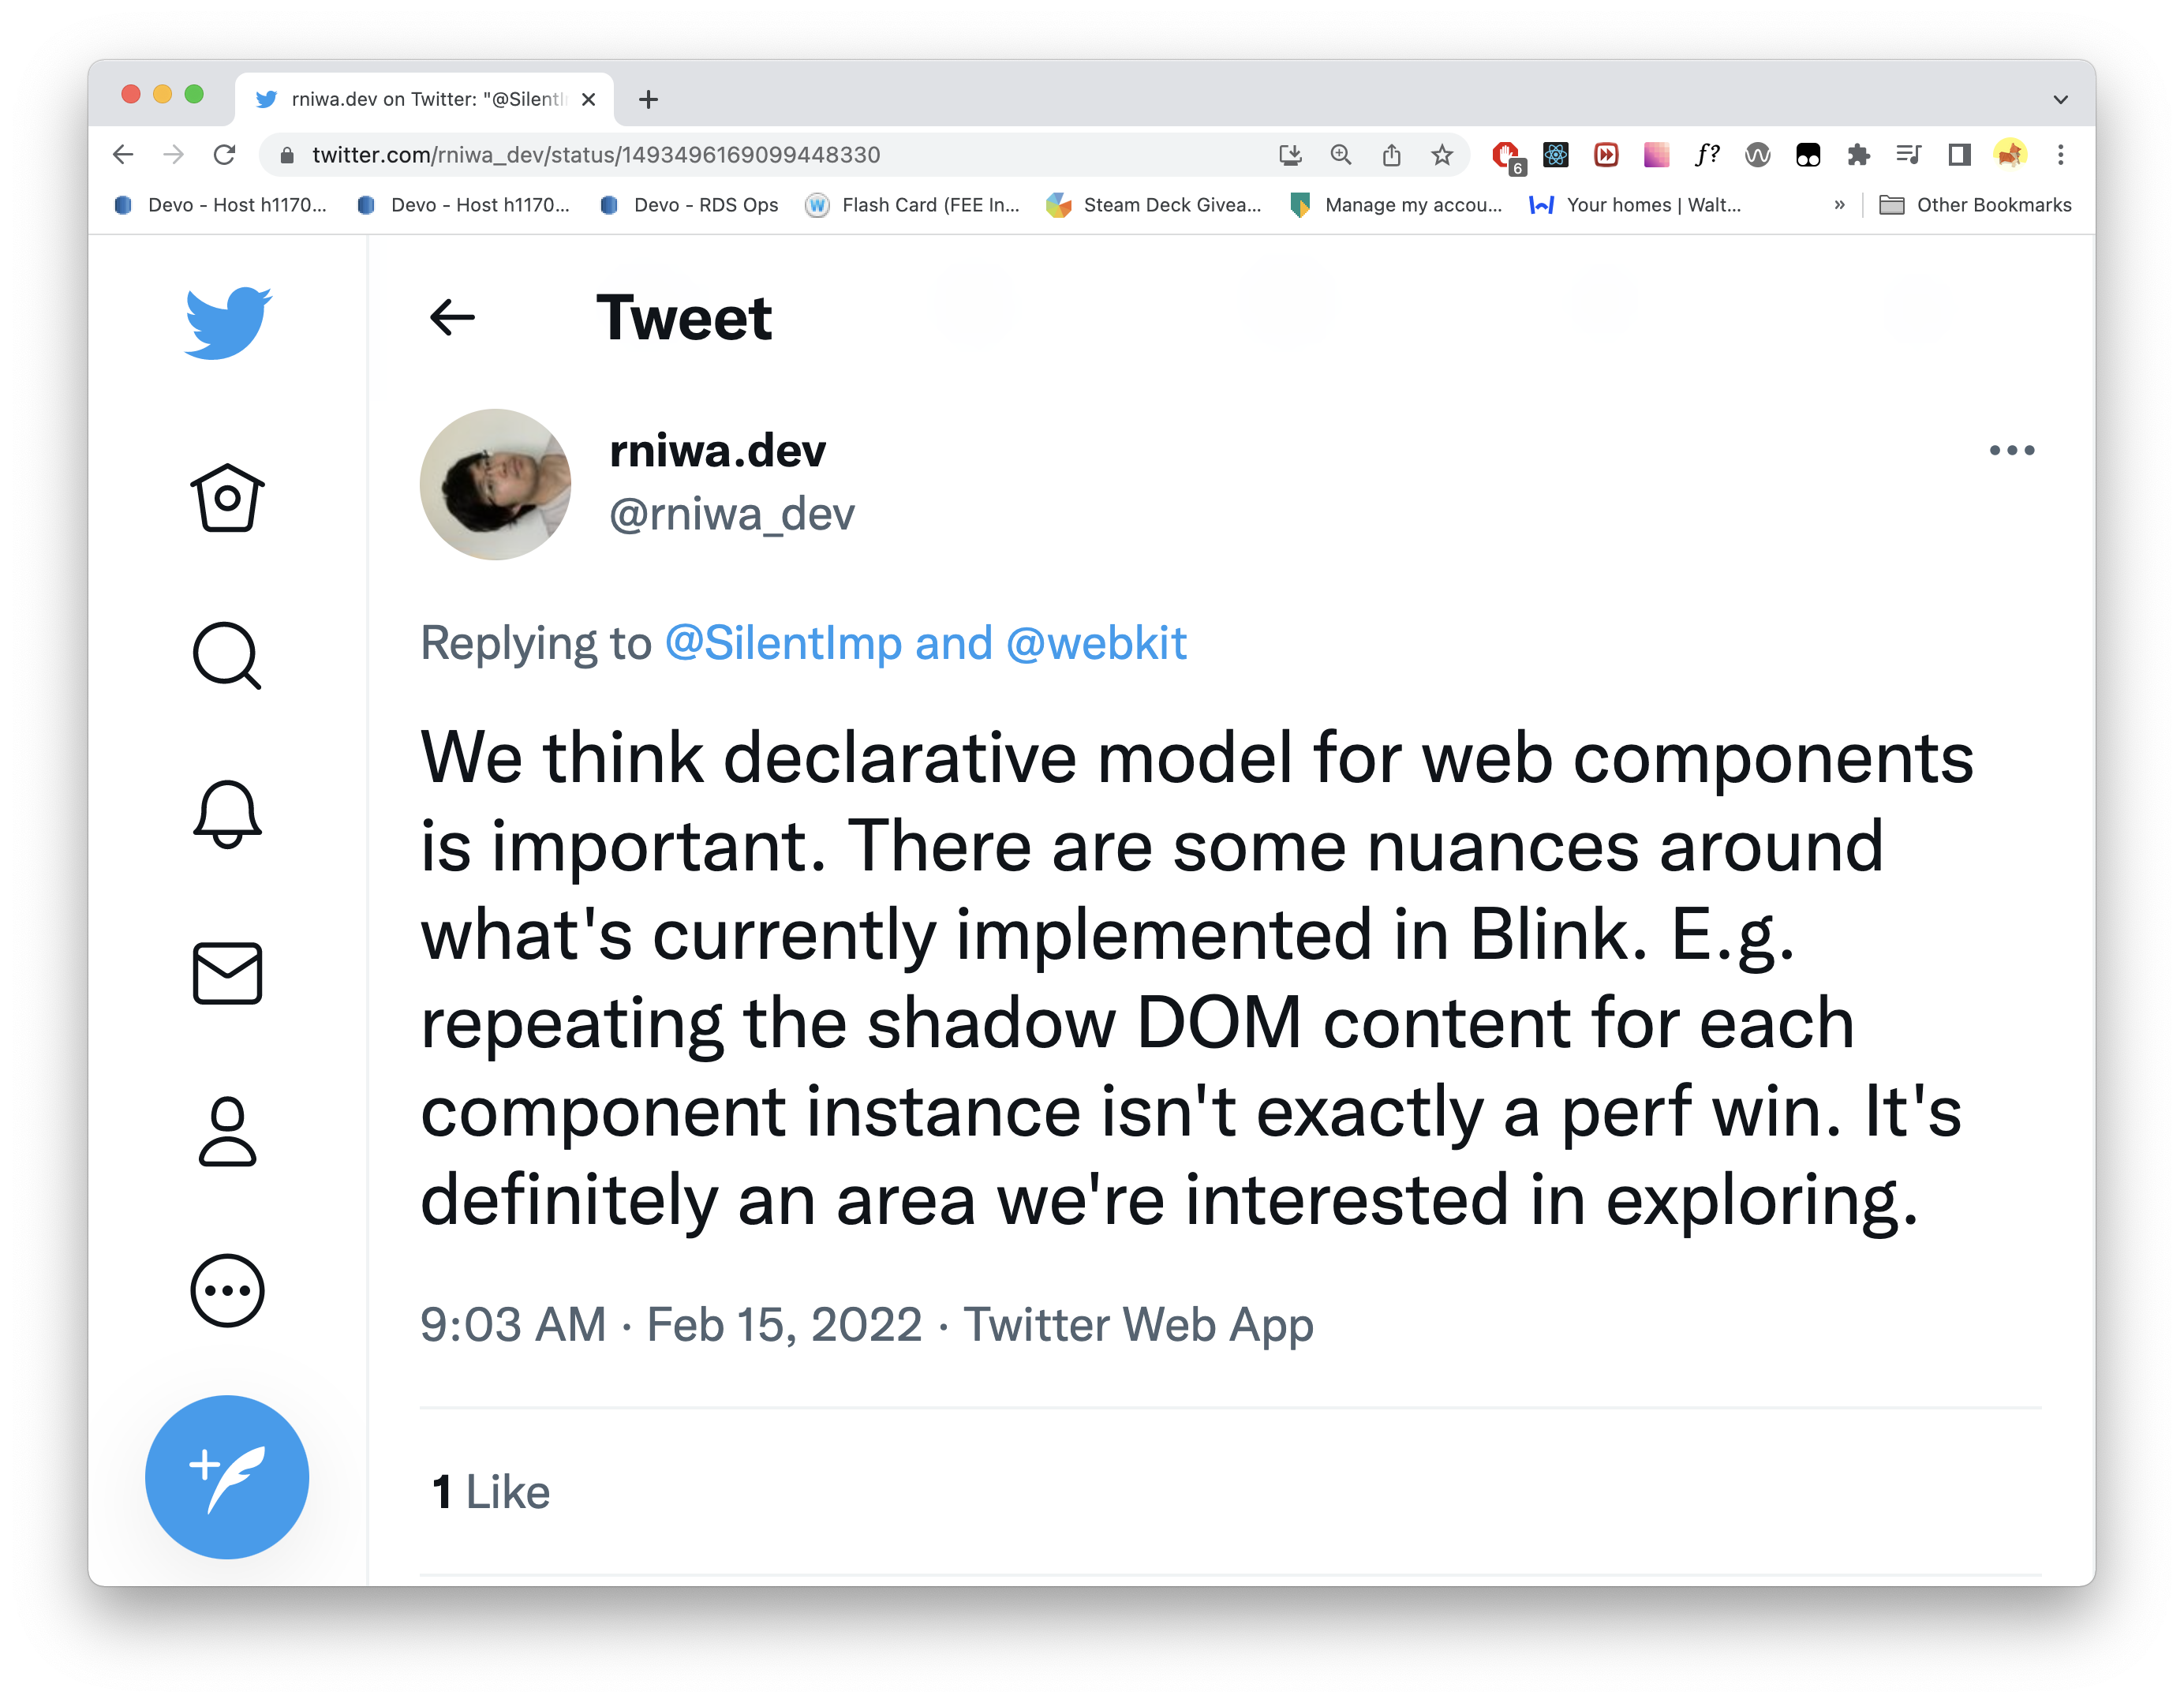 rniwa.dev on Twitter: "@Silentl
twitter.com/rniwa_dev/status/1493496169099448330
f?
6
Devo - Host h1170...
Devo - Host h1170...
Devo - RDS Ops
W
Flash Card (FEE In...
Steam Deck Givea...
Manage my accou...
Your homes | Walt...
»
Other Bookmarks
Tweet
rniwa.dev
@rniwa_dev
Replying to @SilentImp and @webkit
We think declarative model for web components
is important. There are some nuances around
what's currently implemented in Blink. E.g.
repeating the shadow DOM content for each
component instance isn't exactly a perf win. It's
definitely an area we're interested in exploring.
9:03 AM · Feb 15, 2022 · Twitter Web App
1 Like